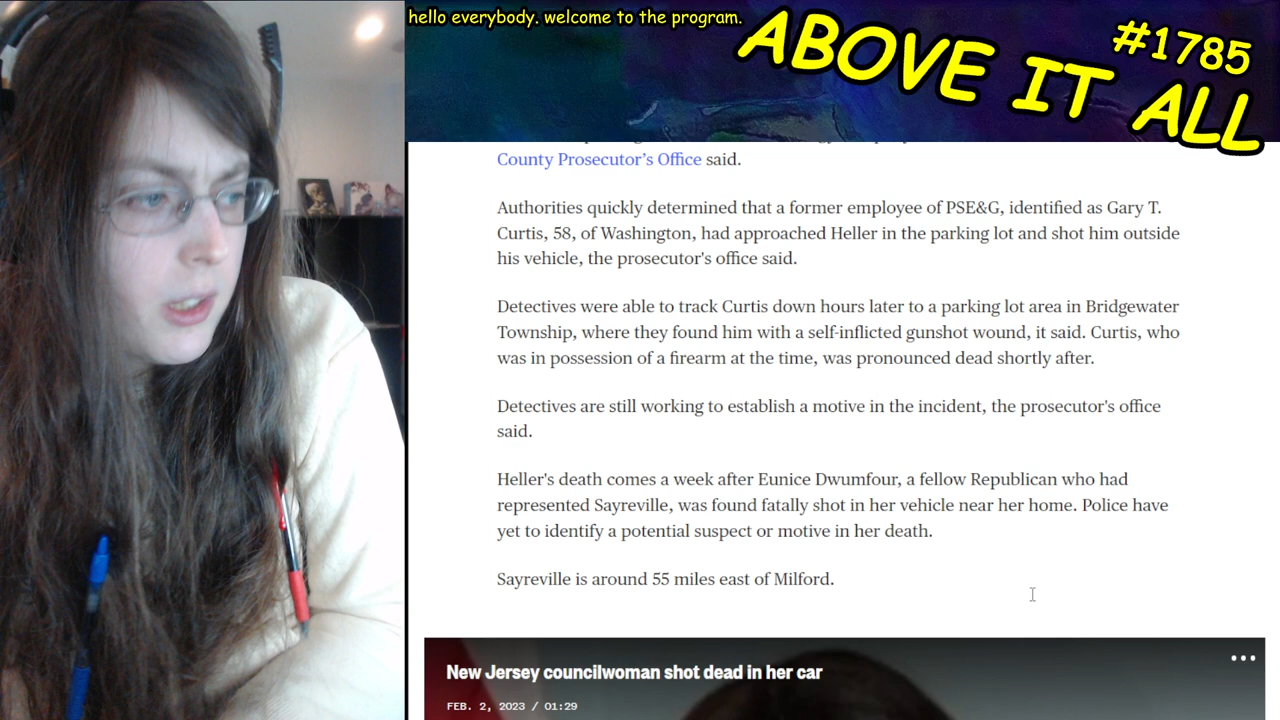 hello everybody. welcome to the program.
ABOVE IT ALL
#1785
County Prosecutor's Office said.
Authorities quickly determined that a former employee of PSE&G, identified as Gary T.
Curtis, 58, of Washington, had approached Heller in the parking lot and shot him outside
his vehicle, the prosecutor's office said.
Detectives were able to track Curtis down hours later to a parking lot area in Bridgewater
Township, where they found him with a self-inflicted gunshot wound, it said. Curtis, who
was in possession of a firearm at the time, was pronounced dead shortly after.
Detectives are still working to establish a motive in the incident, the prosecutor's office
said.
Heller's death comes a week after Eunice Dwumfour, a fellow Republican who had
represented Sayreville, was found fatally shot in her vehicle near her home. Police have
yet to identify a potential suspect or motive in her death.
Sayreville is around 55 miles east of Milford.
New Jersey councilwoman shot dead in her car
FEB. 2, 2023 / 01:29